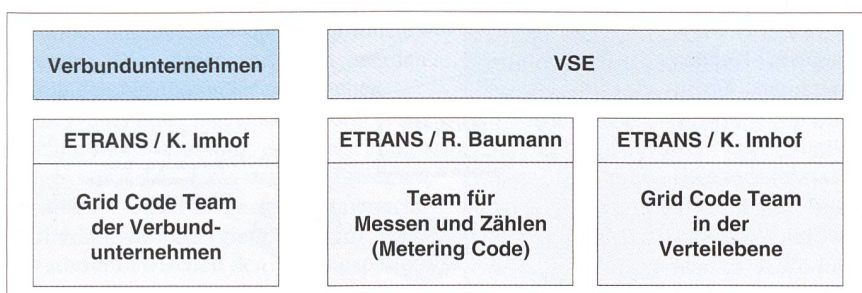 Verbundunternehmen
VSE
ETRANS / K. Imhof
Grid Code Team
der Verbund-
unternehmen
ETRANS / R. Baumann
Team für
Messen und Zählen
(Metering Code)
ETRANS / K. Imhof
Grid Code Team
in der
Verteilebene